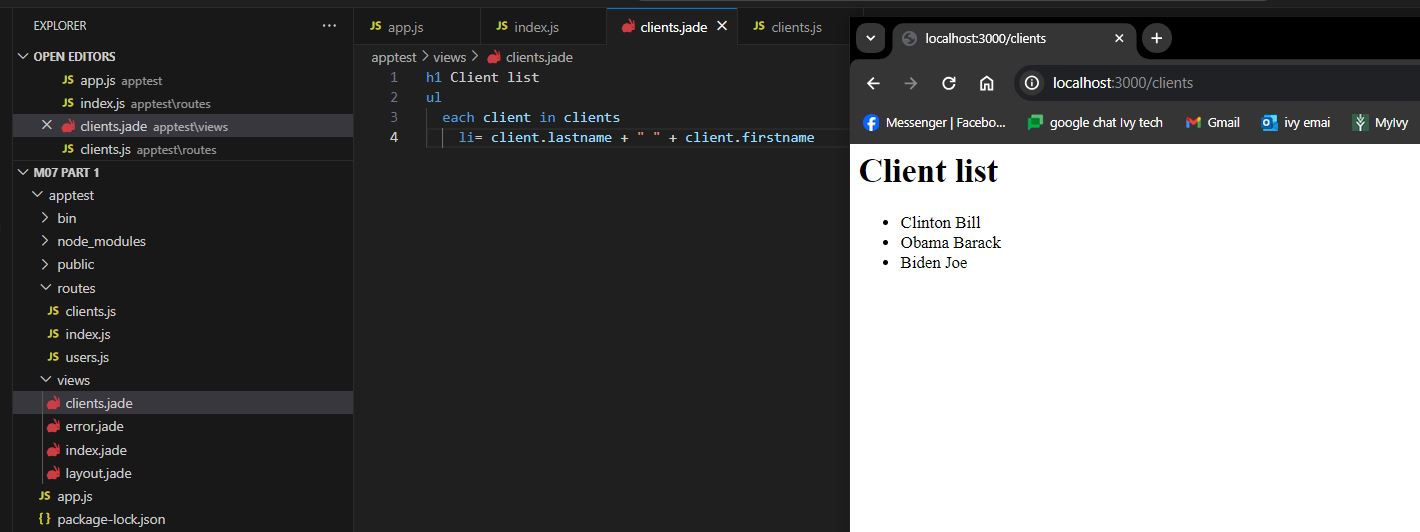 EXPLORER
OPEN EDITORS
JS app.js apptest
JS index.js apptest\routes
clients.jade apptest\views
JS clients.js apptest\routes
M07 PART 1
apptest
bin
node_modules
public
routes
JS clients.js
JS index.js
JS users.js
views
clients.jade
error.jade
index.jade
layout.jade
JS app.js
{} package-lock.json
JS app.js
JS index.js
clients.jade
JS clients.js
apptest > views > clients.jade
1 h1 Client list
2 ul
3 each client in clients
4 li= client.lastname + " " + client.firstname
localhost:3000/clients
localhost:3000/clients
Messenger | Facebo...
google chat Ivy tech
Gmail
ivy emai
MyIvy
Client list
• Clinton Bill
• Obama Barack
• Biden Joe